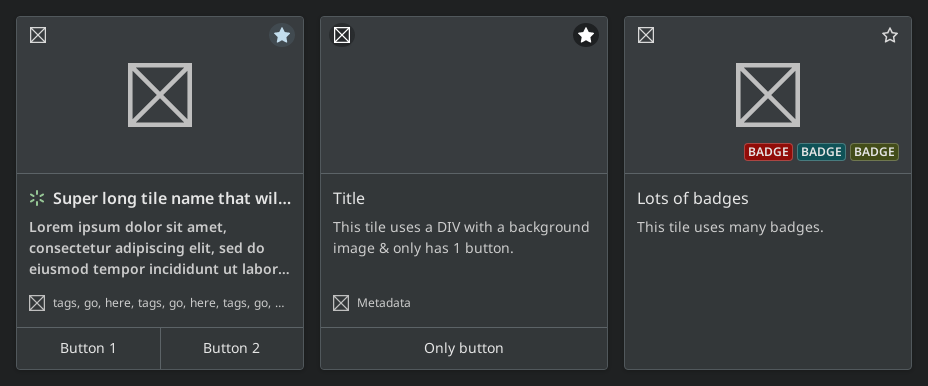 Super long tile name that wil...
Lorem ipsum dolor sit amet,
consectetur adipiscing elit, sed do
eiusmod tempor incididunt ut labor...
tags, go, here, tags, go, here, tags, go, ...
Button 1
Button 2
Title
This tile uses a DIV with a background
image & only has 1 button.
Metadata
Only button
BADGE BADGE BADGE
Lots of badges
This tile uses many badges.